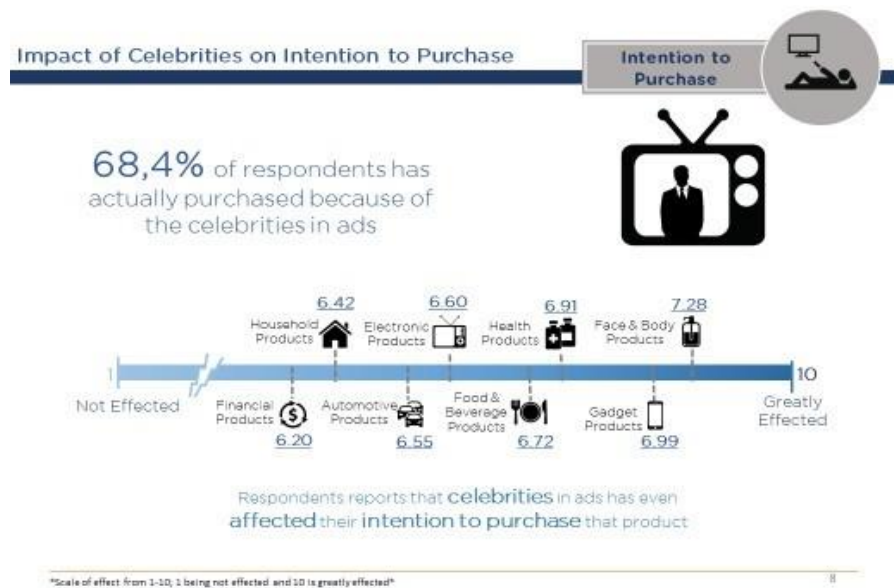 Impact of Celebrities on Intention to Purchase
Intention to
Purchase
68,4% of respondents has
actually purchased because of
the celebrities in ads
6.42
Household
Products
6.60
Electronic
Products
6.91
Health
Products
7.28
Face & Body
Products
1
10
Not Effected
Greatly
Effected
Financial
Products
$
6.20
Automotive
Products
6.55
Food &
Beverage
Products
6.72
Gadget
Products
6.99
Respondents reports that celebrities in ads has even
affected their intention to purchase that product
*Scale of effect from 1-10; 1 being not effected and 10 is greatly effected*
8